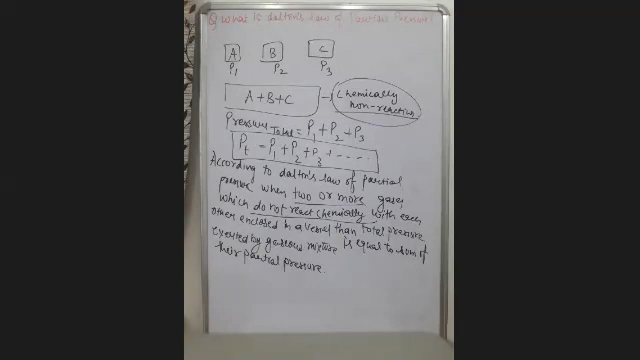 Q What is dalton's law of Partial Pressure
A B C
P1 P2 P3
A+B+C → Chemically non-reactive
Pressure Total = P1 + P2 + P3
Pt = P1 + P2 + P3 + ....
According to dalton's law of partial
pressure when two or more gases
which do not react chemically with each
other enclosed in a vessel than total pressure
exerted by gaseous mixture is equal to sum of
their partial pressure.